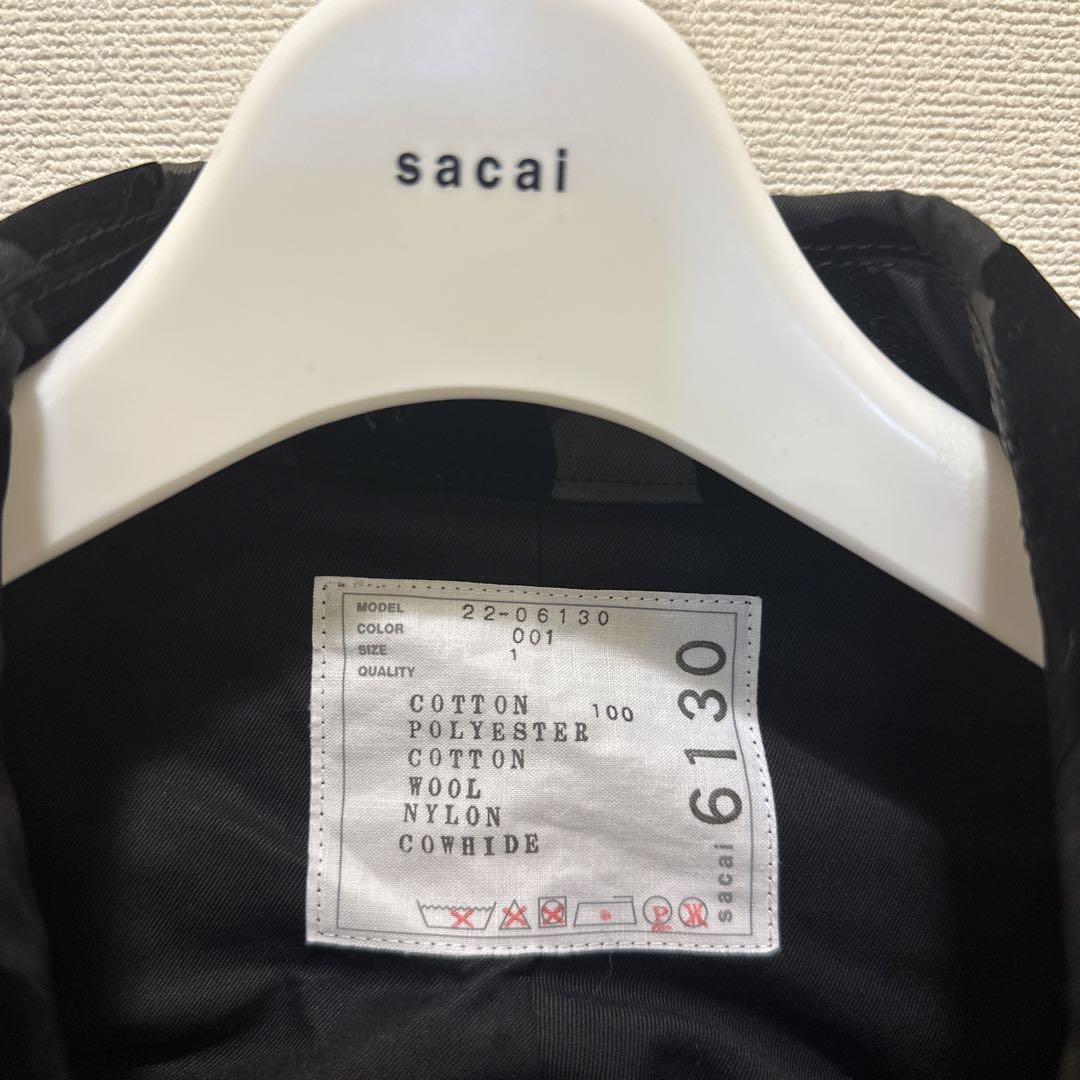 sacai
MODEL 22-06130
COLOR 001
SIZE 1
QUALITY
COTTON 100
POLYESTER
COTTON
WOOL
NYLON
COWHIDE
P W
sacai 6130